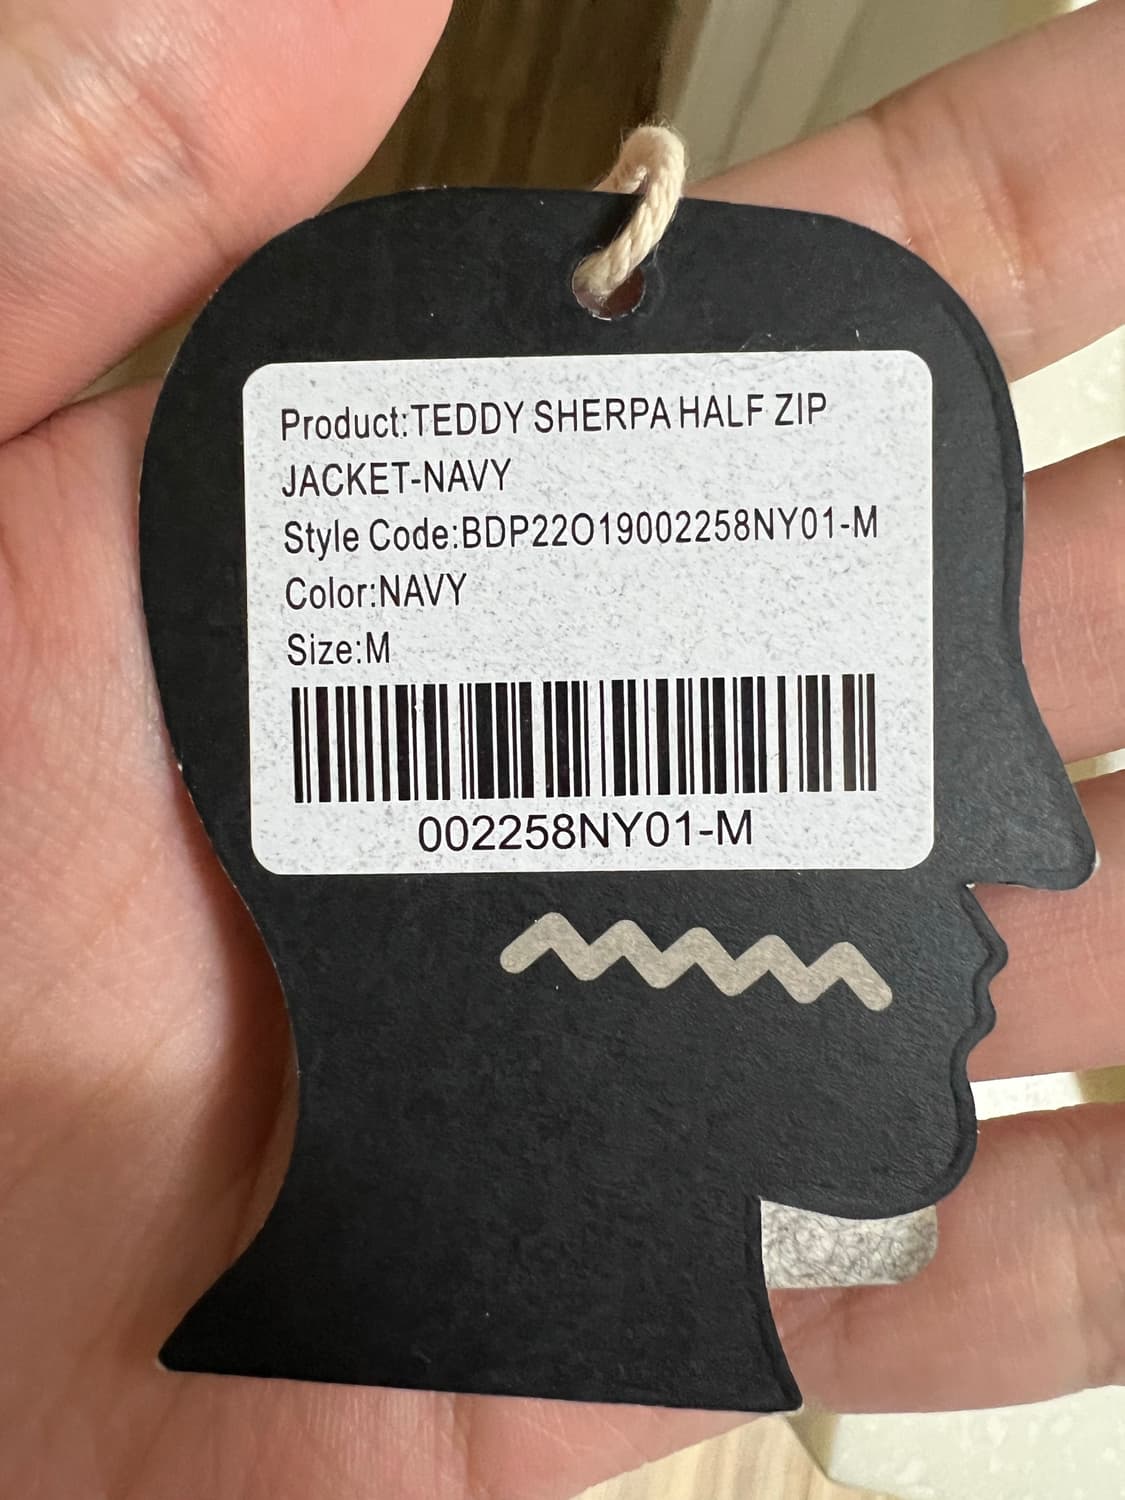 Product:TEDDY SHERPA HALF ZIP
JACKET-NAVY
Style Code:BDP22O19002258NY01-M
Color:NAVY
Size:M
002258NY01-M